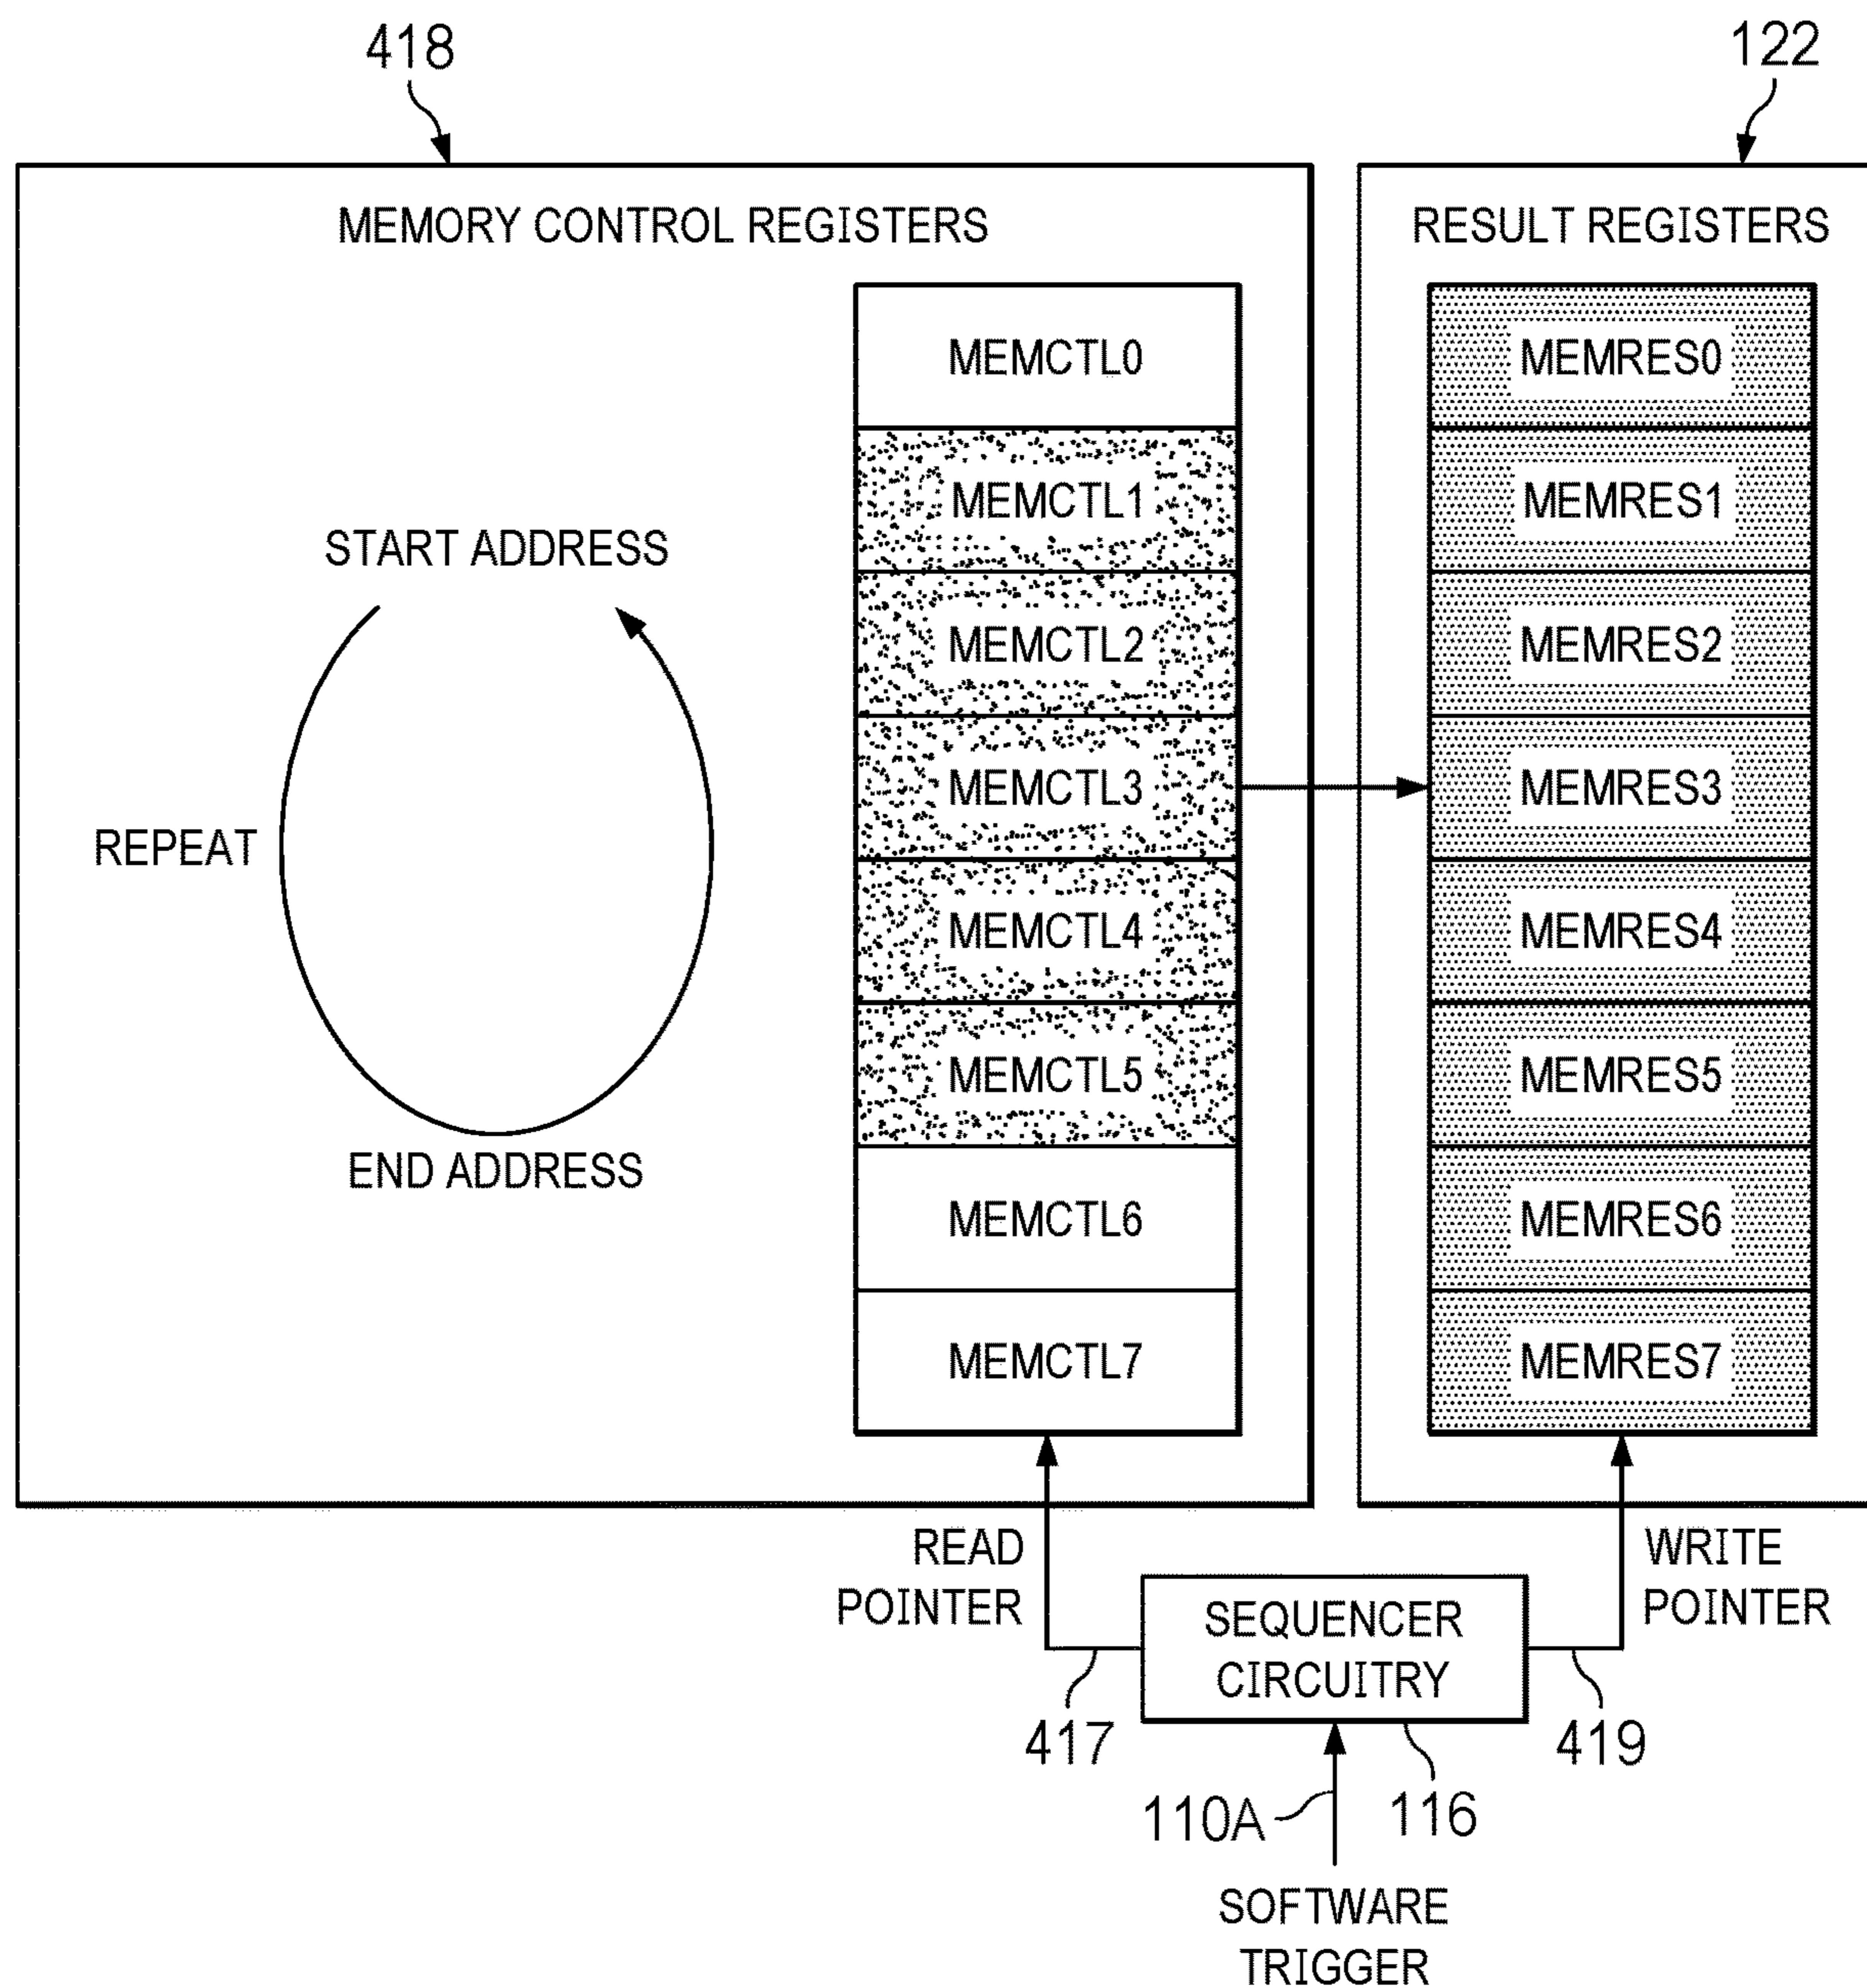 418
122
MEMORY CONTROL REGISTERS
RESULT REGISTERS
MEMCTL0
MEMCTL1
MEMCTL2
MEMCTL3
MEMCTL4
MEMCTL5
MEMCTL6
MEMCTL7
START ADDRESS
REPEAT
END ADDRESS
MEMRES0
MEMRES1
MEMRES2
MEMRES3
MEMRES4
MEMRES5
MEMRES6
MEMRES7
READ
POINTER
WRITE
POINTER
SEQUENCER
CIRCUITRY
417
419
110A
116
SOFTWARE
TRIGGER